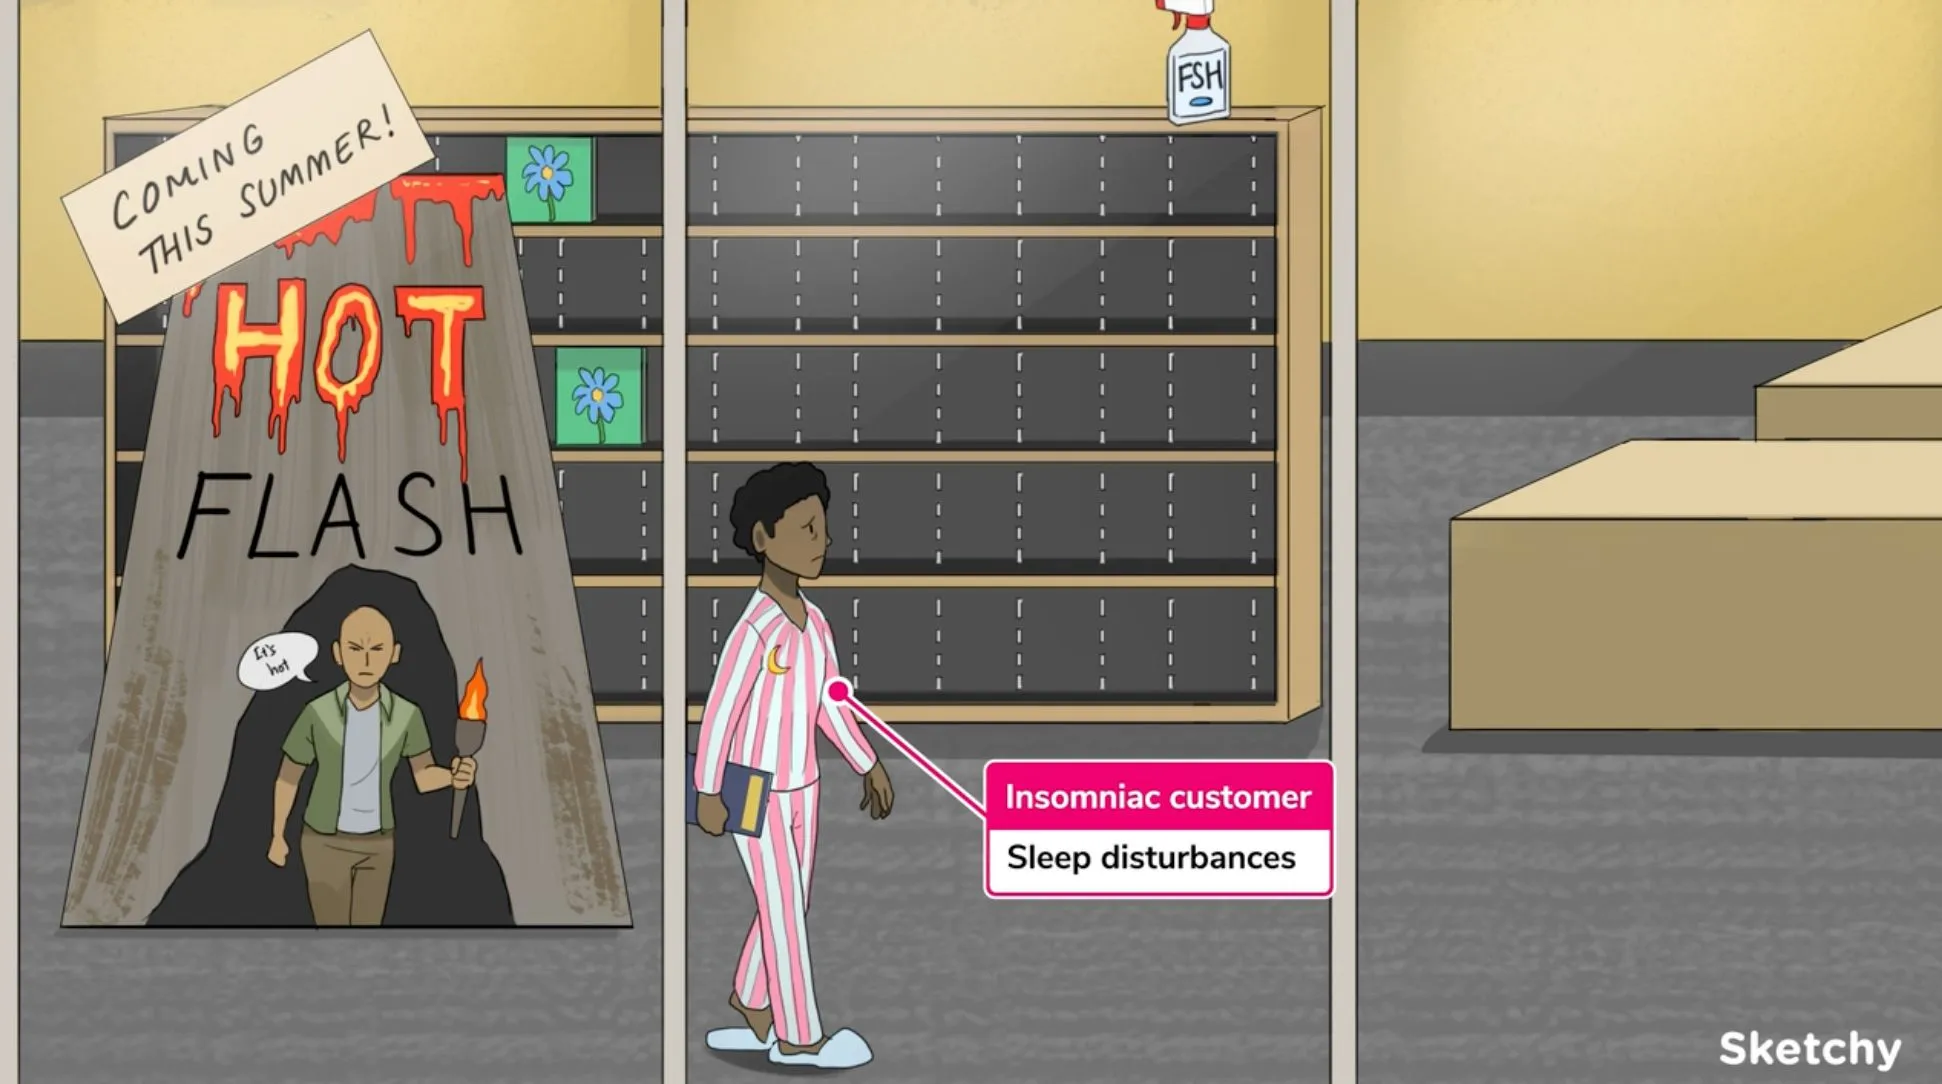 COMING
THIS SUMMER!
HOT
FLASH
It's
hot
FSH
Insomniac customer
Sleep disturbances
Sketchy